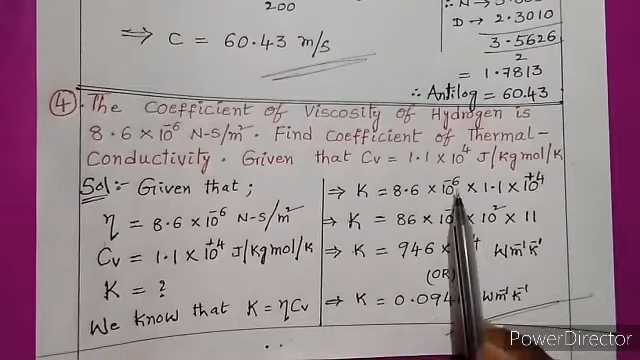 200
⇒ C = 60.43 m/s
D → 2.3010
3.5626
2
= 1.7813
∴ Antilog = 60.43
④. The Coefficient of Viscosity of Hydrogen is
8.6 × 10⁶ N-S/m². Find Coefficient of Thermal-
Conductivity. Given that Cv = 1.1 × 10⁴ J/kgmol/K
Sol:- Given that;
η = 8.6 × 10⁻⁶ N-S/m²
Cv = 1.1 × 10⁺⁴ J/kgmol/K
K = ?
We know that K = ηCv
⇒ K = 8.6 × 10⁻⁶ × 1.1 × 10⁺⁴
⇒ K = 86 × 10 × 10² × 11
⇒ K = 946 × Wm⁻¹K⁻¹
(OR)
⇒ K = 0.094 Wm⁻¹K⁻¹
PowerDirector